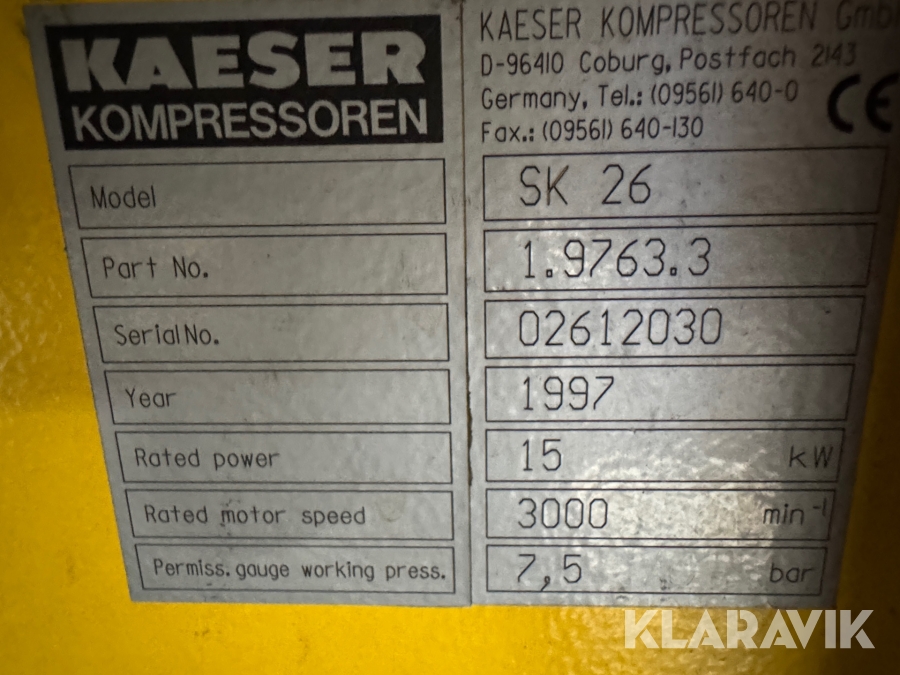 KAESER
KOMPRESSOREN
KAESER KOMPRESSOREN GmbH
D-96410 Coburg, Postfach 2143
Germany, Tel.: (09561) 640-0
Fax.: (09561) 640-130
CE
Model SK 26
Part No. 1.9763.3
Serial No. 02612030
Year 1997
Rated power 15 kW
Rated motor speed 3000 min⁻¹
Permiss. gauge working press. 7,5 bar
KLARAVIK